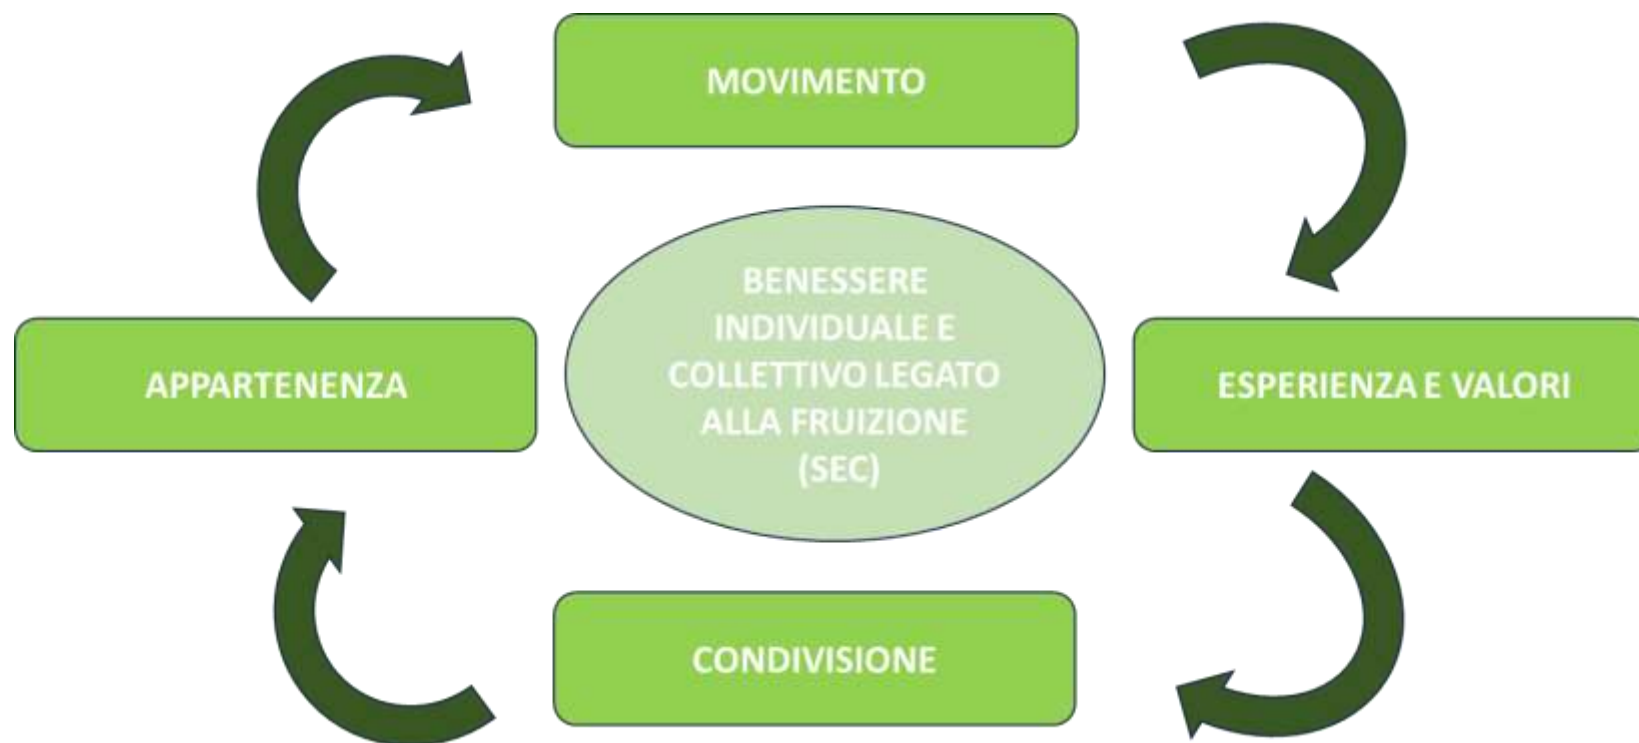 MOVIMENTO
BENESSERE
INDIVIDUALE E
COLLETTIVO LEGATO
ALLA FRUIZIONE
(SEC)
APPARTENENZA
ESPERIENZA E VALORI
CONDIVISIONE